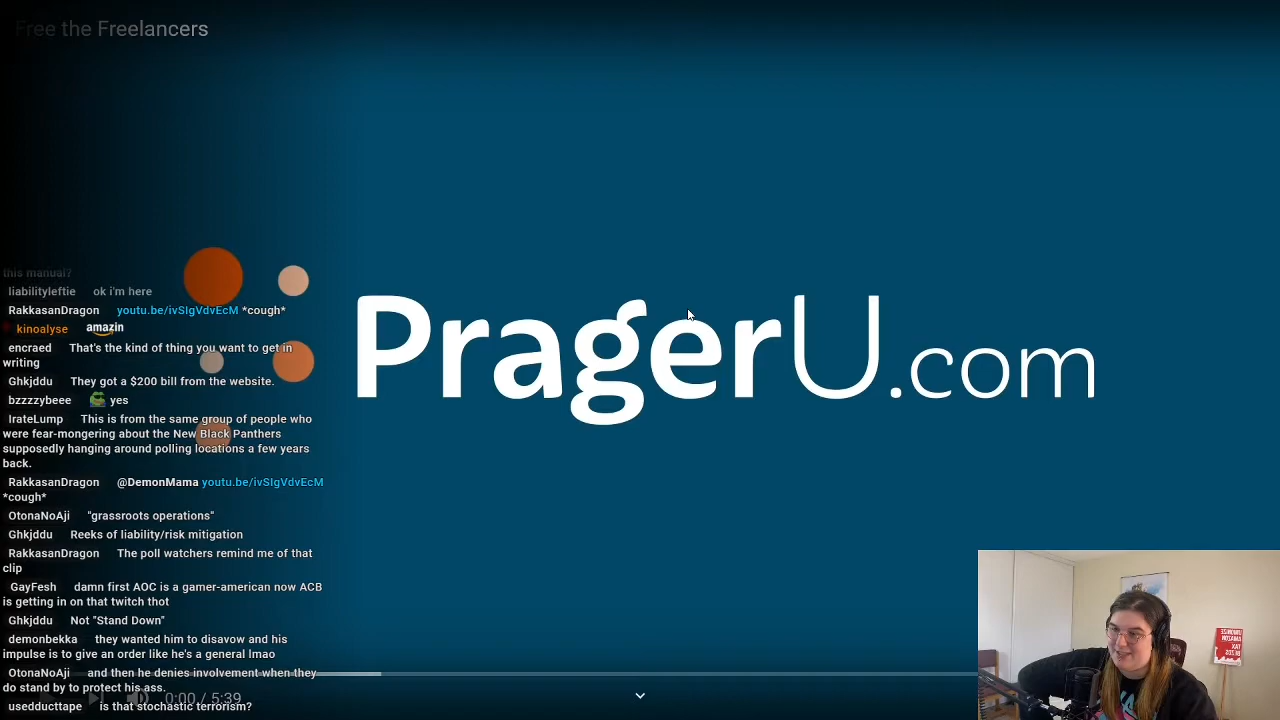 Free the Freelancers
PragerU.com
this manual?
liabilityleftie ok i'm here
RakkasanDragon youtu.be/ivSIgVdvEcM *cough*
kinoalyse amazin
encraed That's the kind of thing you want to get in
writing
Ghkjddu They got a $200 bill from the website.
bzzzzybeee yes
IrateLump This is from the same group of people who
were fear-mongering about the New Black Panthers
supposedly hanging around polling locations a few years
back.
RakkasanDragon @DemonMama youtu.be/ivSIgVdvEcM
*cough*
OtonaNoAji "grassroots operations"
Ghkjddu Reeks of liability/risk mitigation
RakkasanDragon The poll watchers remind me of that
clip
GayFesh damn first AOC is a gamer-american now ACB
is getting in on that twitch thot
Ghkjddu Not "Stand Down"
demonbekka they wanted him to disavow and his
impulse is to give an order like he's a general lmao
OtonaNoAji and then he denies involvement when they
do stand by to protect his ass.
0:00 / 5:39
usedducttape is that stochastic terrorism?